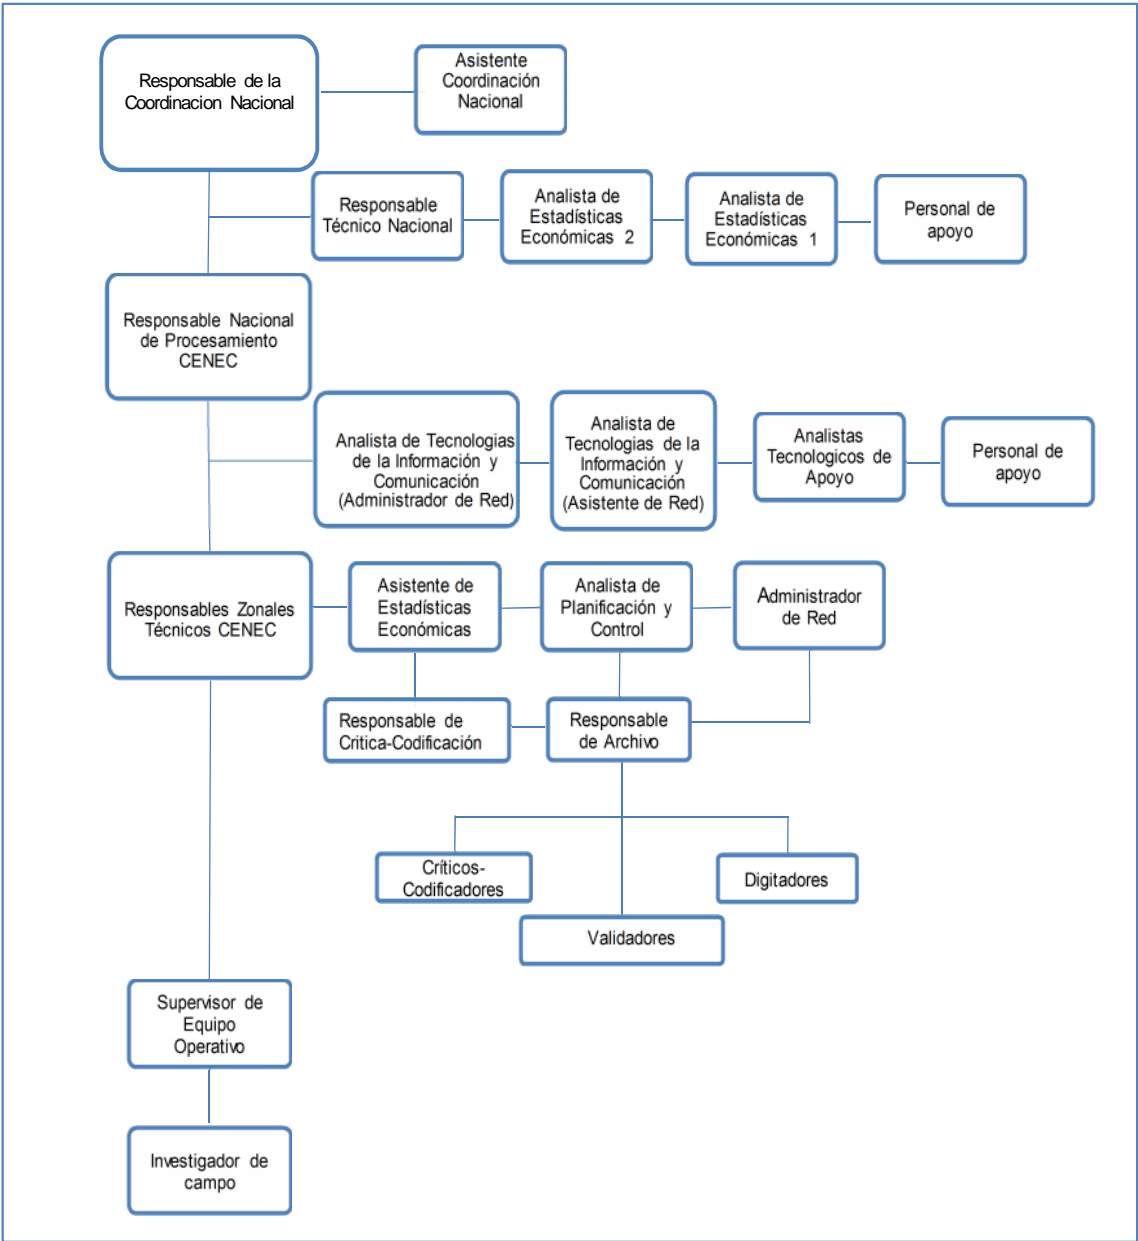 Responsable de la
Coordinacion Nacional
Asistente
Coordinación
Nacional
Responsable
Técnico Nacional
Analista de
Estadísticas
Económicas 2
Analista de
Estadísticas
Económicas 1
Personal de
apoyo
Responsable Nacional
de Procesamiento
CENEC
Analista de Tecnologias
de la Información y
Comunicación
(Administrador de Red)
Analista de
Tecnologias de la
Información y
Comunicación
(Asistente de Red)
Analistas
Tecnologicos de
Apoyo
Personal de
apoyo
Responsables Zonales
Técnicos CENEC
Asistente de
Estadísticas
Económicas
Analista de
Planificación y
Control
Administrador
de Red
Responsable de
Critica-Codificación
Responsable
de Archivo
Críticos-
Codificadores
Digitadores
Validadores
Supervisor de
Equipo
Operativo
Investigador de
campo